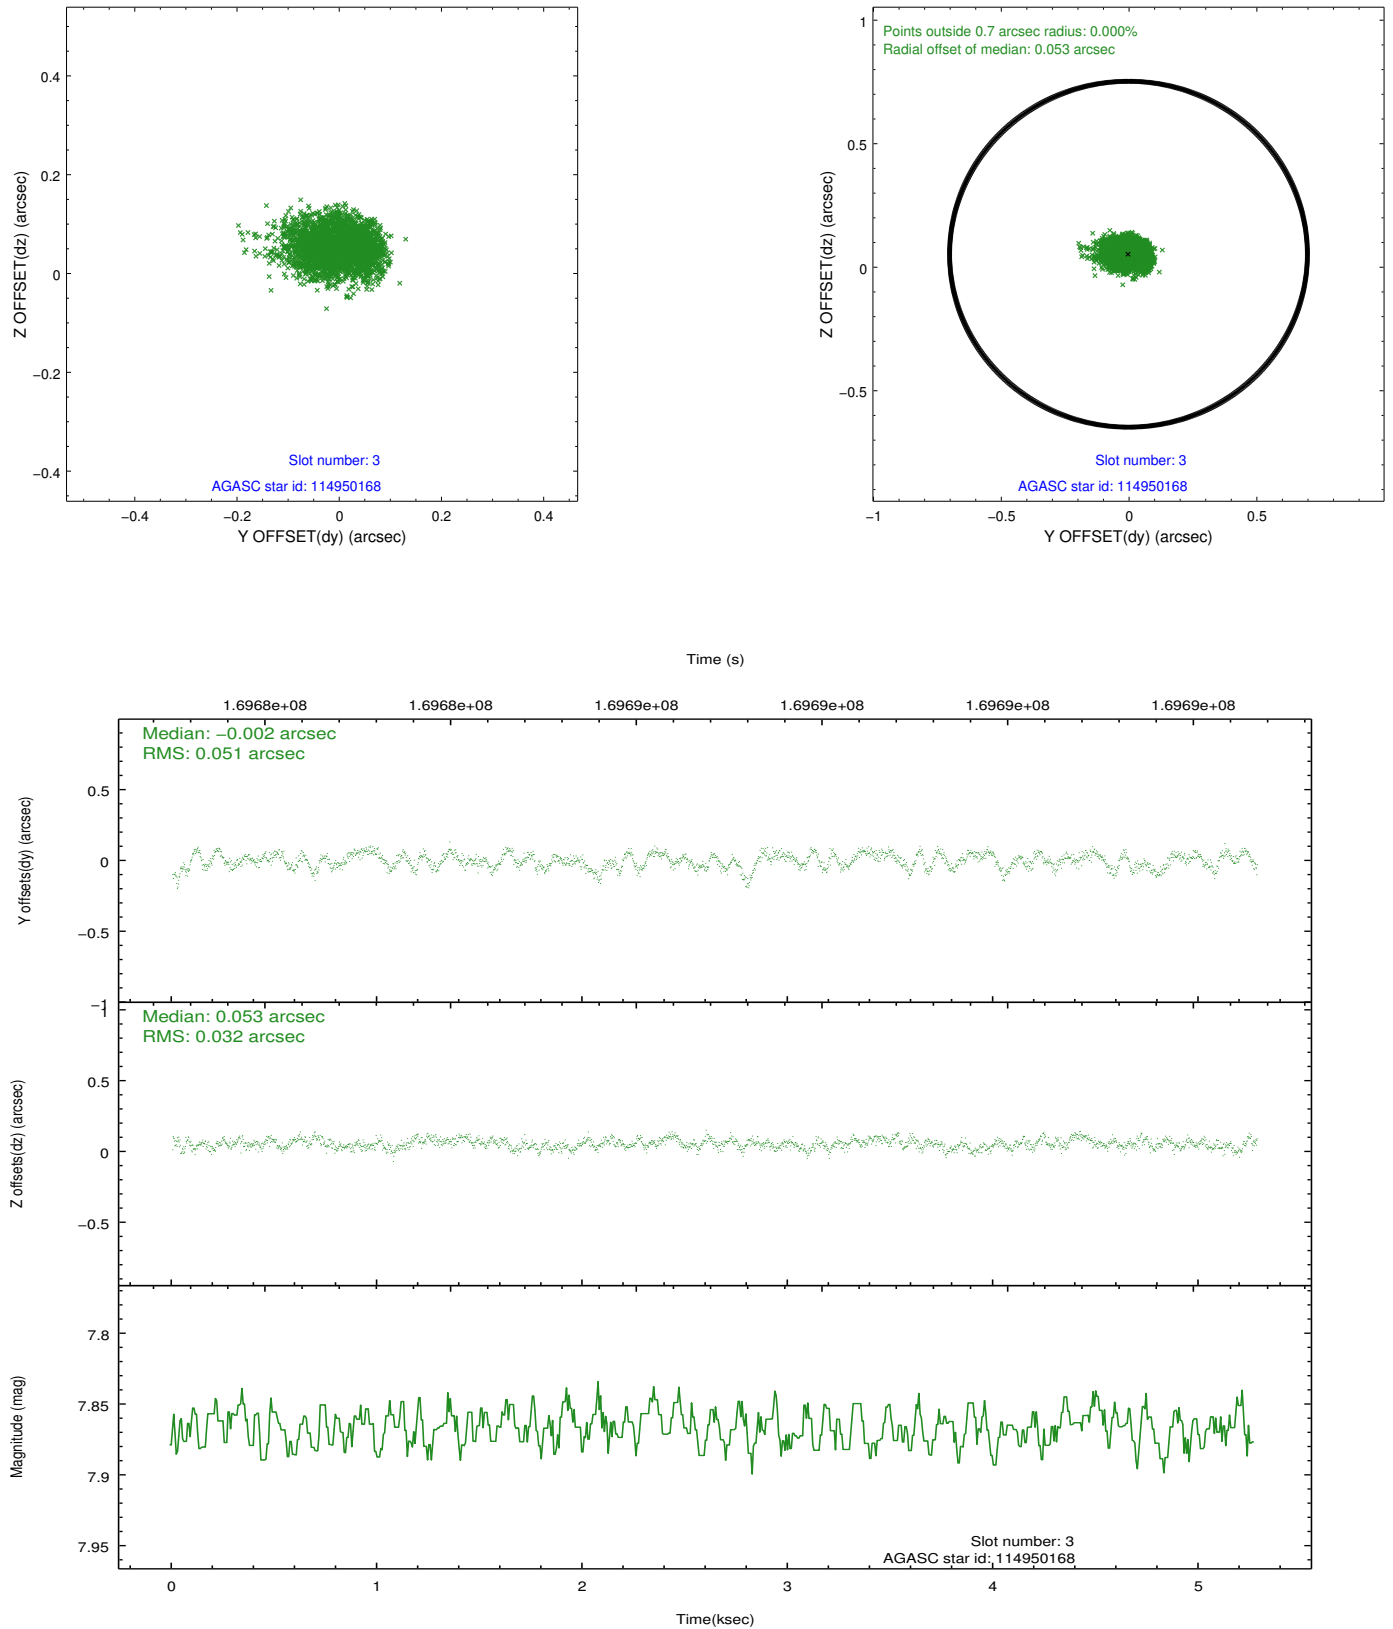 0.4
0.2
0
−0.2
−0.4
Z OFFSET(dz) (arcsec)
Slot number: 3
AGASC star id: 114950168
−0.4
−0.2
0
0.2
0.4
Y OFFSET(dy) (arcsec)
Points outside 0.7 arcsec radius: 0.000%
Radial offset of median: 0.053 arcsec
1
0.5
0
−0.5
Z OFFSET(dz) (arcsec)
Slot number: 3
AGASC star id: 114950168
−1
−0.5
0
0.5
Y OFFSET(dy) (arcsec)
Time (s)
1.6968e+08
1.6968e+08
1.6969e+08
1.6969e+08
1.6969e+08
1.6969e+08
Median: −0.002 arcsec
RMS: 0.051 arcsec
0.5
0
−0.5
−1
Y offsets(dy) (arcsec)
Median: 0.053 arcsec
RMS: 0.032 arcsec
1
0.5
0
−0.5
Z offsets(dz) (arcsec)
7.8
7.85
7.9
7.95
Magnitude (mag)
Slot number: 3
AGASC star id: 114950168
0
1
2
3
4
5
Time(ksec)